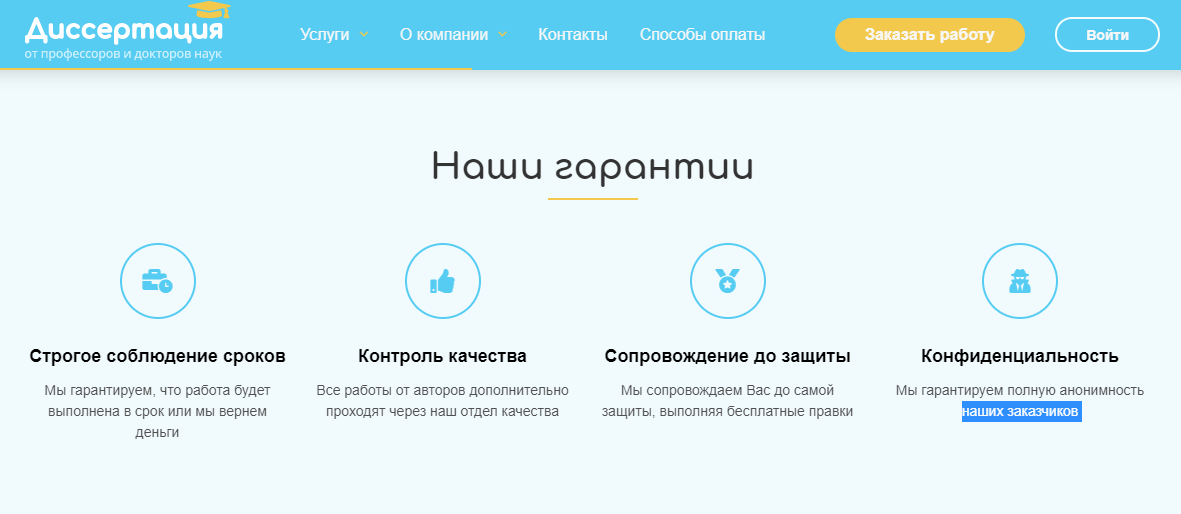 Диссертация
от профессоров и докторов наук
Услуги О компании Контакты Способы оплаты Заказать работу Войти
Наши гарантии
Строгое соблюдение сроков
Мы гарантируем, что работа будет
выполнена в срок или мы вернем
деньги
Контроль качества
Все работы от авторов дополнительно
проходят через наш отдел качества
Сопровождение до защиты
Мы сопровождаем Вас до самой
защиты, выполняя бесплатные правки
Конфиденциальность
Мы гарантируем полную анонимность
наших заказчиков